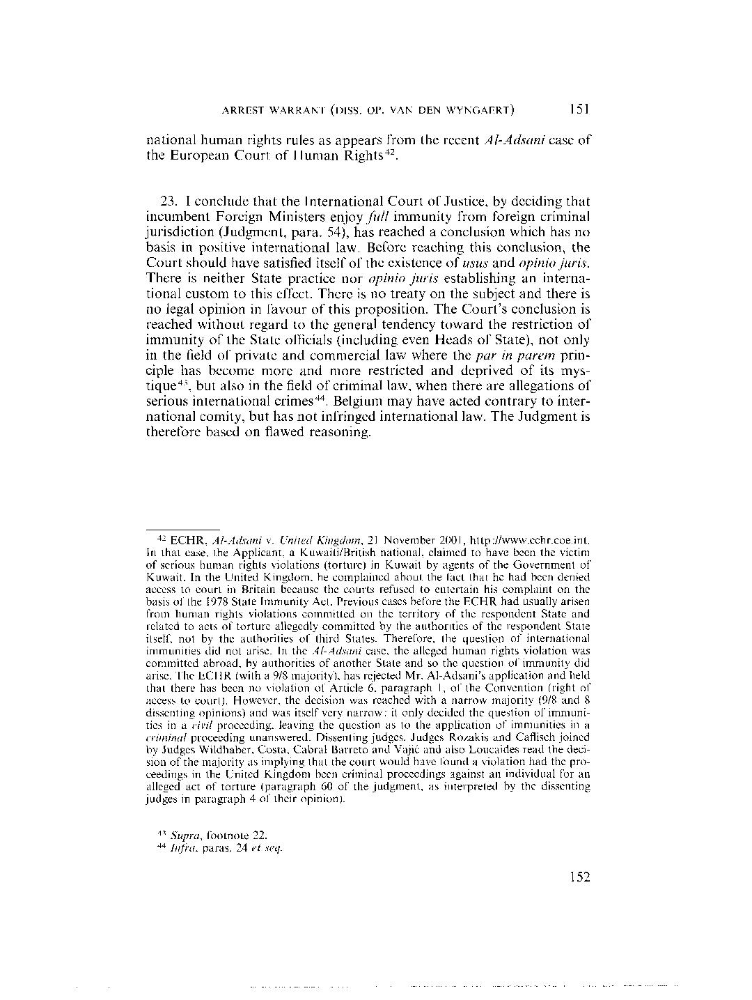 ARREST WARRANT (DISS. OP. VAN DEN WYNGAERT) 151
national human rights rules as appears from the recent Al-Adsani case of
the European Court of Human Rights⁴².
23. I conclude that the International Court of Justice, by deciding that
incumbent Foreign Ministers enjoy full immunity from foreign criminal
jurisdiction (Judgment, para. 54), has reached a conclusion which has no
basis in positive international law. Before reaching this conclusion, the
Court should have satisfied itself of the existence of usus and opinio juris.
There is neither State practice nor opinio juris establishing an interna-
tional custom to this effect. There is no treaty on the subject and there is
no legal opinion in favour of this proposition. The Court's conclusion is
reached without regard to the general tendency toward the restriction of
immunity of the State officials (including even Heads of State), not only
in the field of private and commercial law where the par in parem prin-
ciple has become more and more restricted and deprived of its mys-
tique⁴³, but also in the field of criminal law, when there are allegations of
serious international crimes⁴⁴. Belgium may have acted contrary to inter-
national comity, but has not infringed international law. The Judgment is
therefore based on flawed reasoning.
⁴² ECHR, Al-Adsani v. United Kingdom, 21 November 2001, http://www.echr.coe.int.
In that case, the Applicant, a Kuwaiti/British national, claimed to have been the victim
of serious human rights violations (torture) in Kuwait by agents of the Government of
Kuwait. In the United Kingdom, he complained about the fact that he had been denied
access to court in Britain because the courts refused to entertain his complaint on the
basis of the 1978 State Immunity Act. Previous cases before the ECHR had usually arisen
from human rights violations committed on the territory of the respondent State and
related to acts of torture allegedly committed by the authorities of the respondent State
itself, not by the authorities of third States. Therefore, the question of international
immunities did not arise. In the Al-Adsani case, the alleged human rights violation was
committed abroad, by authorities of another State and so the question of immunity did
arise. The ECHR (with a 9/8 majority), has rejected Mr. Al-Adsani's application and held
that there has been no violation of Article 6, paragraph 1, of the Convention (right of
access to court). However, the decision was reached with a narrow majority (9/8 and 8
dissenting opinions) and was itself very narrow: it only decided the question of immuni-
ties in a civil proceeding, leaving the question as to the application of immunities in a
criminal proceeding unanswered. Dissenting judges, Judges Rozakis and Caflisch joined
by Judges Wildhaber, Costa, Cabral Barreto and Vajić and also Loucaides read the deci-
sion of the majority as implying that the court would have found a violation had the pro-
ceedings in the United Kingdom been criminal proceedings against an individual for an
alleged act of torture (paragraph 60 of the judgment, as interpreted by the dissenting
judges in paragraph 4 of their opinion).
⁴³ Supra, footnote 22.
⁴⁴ Infra, paras. 24 et seq.
152